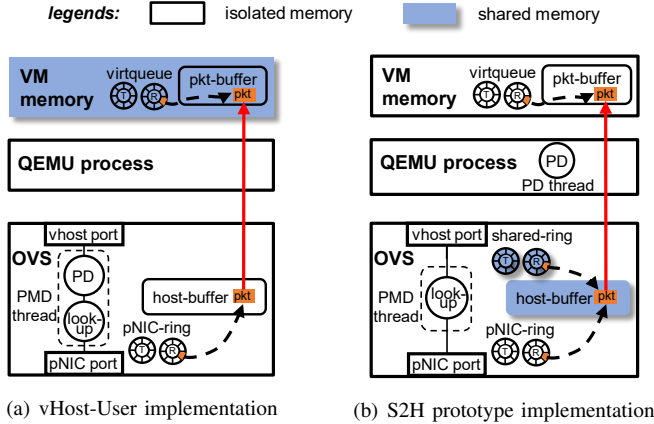 legends: isolated memory shared memory
VM memory
virtqueue
T
R
pkt-buffer
pkt
QEMU process
OVS
vhost port
PD
look-up
PMD thread
pNIC port
host-buffer
pkt
pNIC-ring
T
R
(a) vHost-User implementation
VM memory
virtqueue
T
R
pkt-buffer
pkt
QEMU process
PD
PD thread
OVS
vhost port
look-up
PMD thread
pNIC port
shared-ring
T
R
host-buffer
pkt
pNIC-ring
T
R
(b) S2H prototype implementation